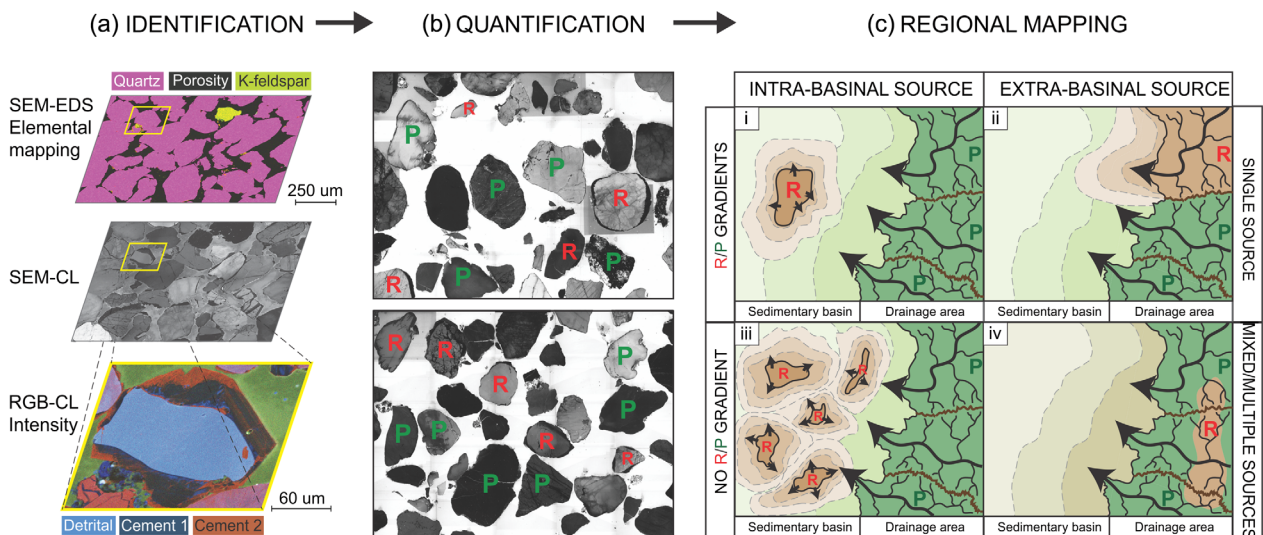 (a) IDENTIFICATION
(b) QUANTIFICATION
(c) REGIONAL MAPPING
Quartz Porosity K-feldspar
SEM-EDS
Elemental
mapping
250 um
SEM-CL
RGB-CL
Intensity
60 um
Detrital Cement 1 Cement 2
R
P
P
P
R
R
P
P
R
R
R
P
R
P
P
R
R
P
P
INTRA-BASINAL SOURCE EXTRA-BASINAL SOURCE
R/P GRADIENTS
i
R
P
P
Sedimentary basin Drainage area
ii
P
R
P
Sedimentary basin Drainage area
SINGLE SOURCE
NO R/P GRADIENT
iii
R
R
R
R
R
P
P
Sedimentary basin Drainage area
iv
P
R
P
Sedimentary basin Drainage area
MIXED/MULTIPLE SOURCES